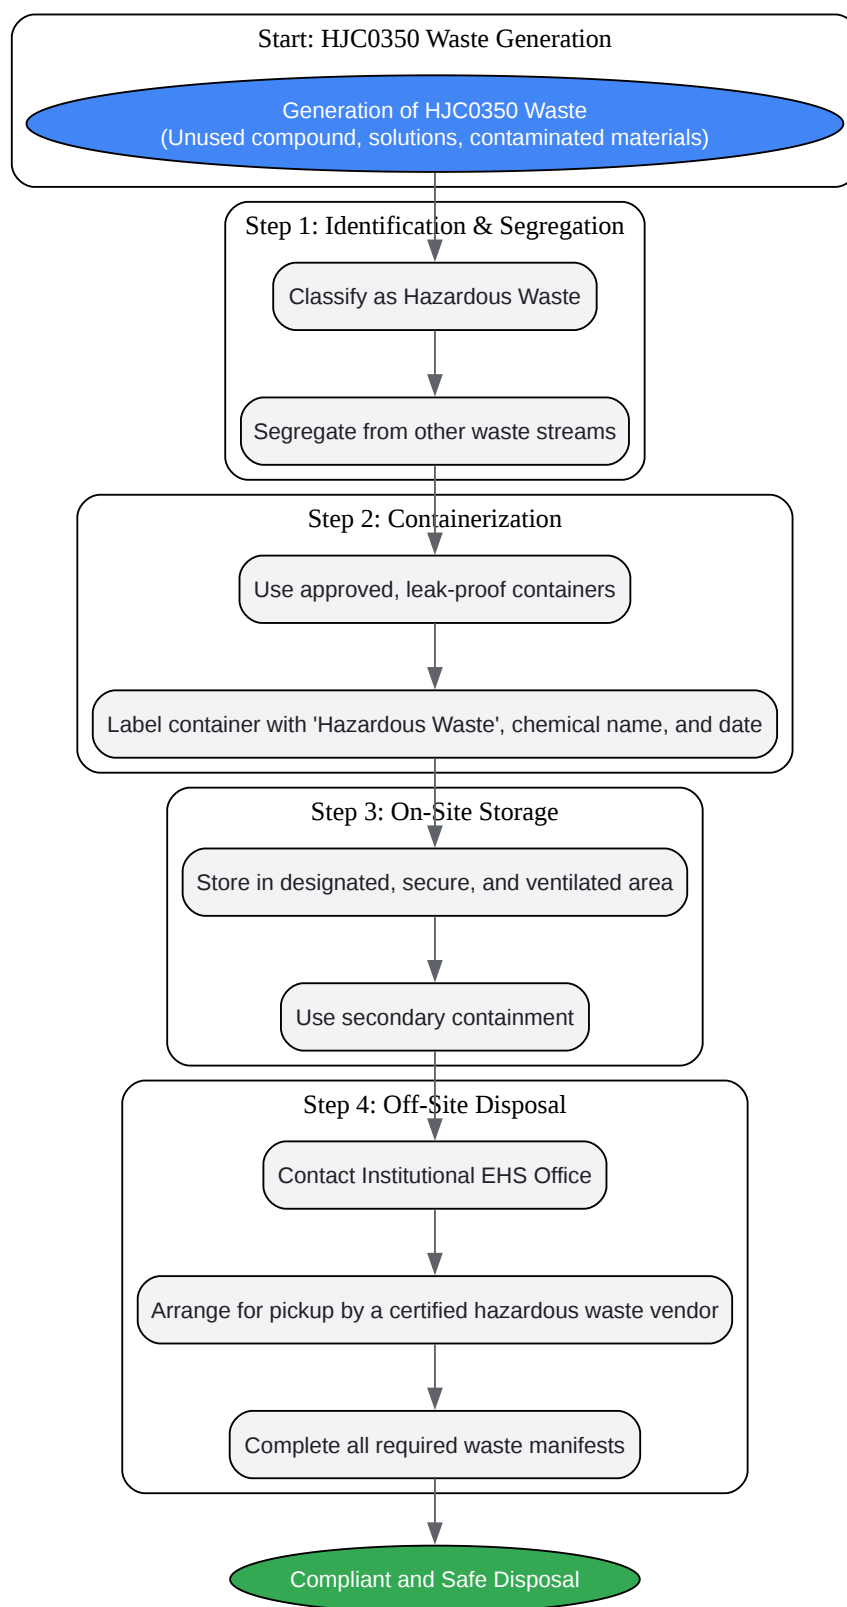 Start: HJC0350 Waste Generation
Generation of HJC0350 Waste
(Unused compound, solutions, contaminated materials)
Step 1: Identification & Segregation
Classify as Hazardous Waste
Segregate from other waste streams
Step 2: Containerization
Use approved, leak-proof containers
Label container with 'Hazardous Waste', chemical name, and date
Step 3: On-Site Storage
Store in designated, secure, and ventilated area
Use secondary containment
Step 4: Off-Site Disposal
Contact Institutional EHS Office
Arrange for pickup by a certified hazardous waste vendor
Complete all required waste manifests
Compliant and Safe Disposal